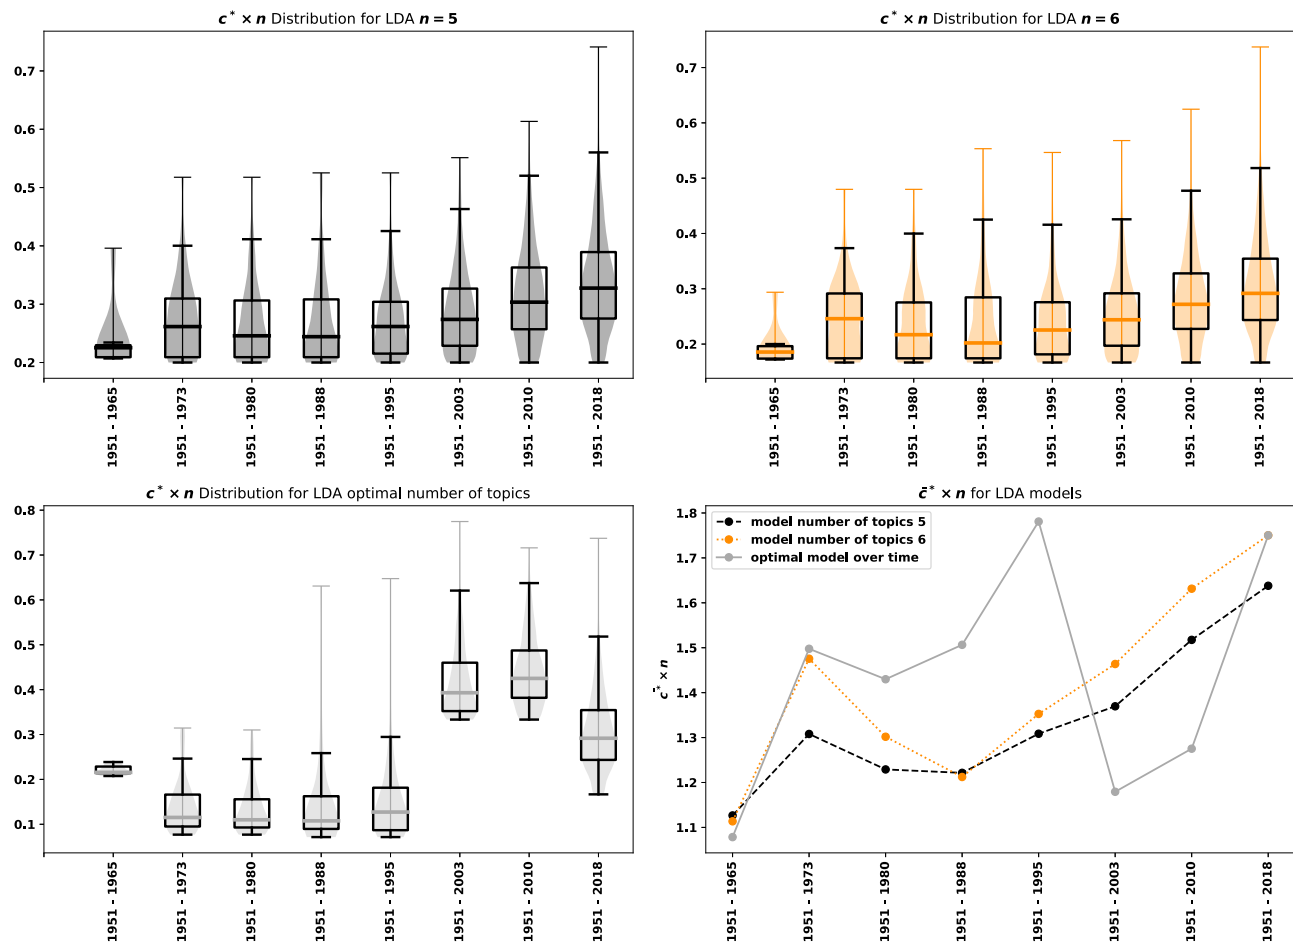 c* × n Distribution for LDA n = 5
0.7
0.6
0.5
0.4
0.3
0.2
1951 - 1965
1951 - 1973
1951 - 1980
1951 - 1988
1951 - 1995
1951 - 2003
1951 - 2010
1951 - 2018
c* × n Distribution for LDA n = 6
0.7
0.6
0.5
0.4
0.3
0.2
1951 - 1965
1951 - 1973
1951 - 1980
1951 - 1988
1951 - 1995
1951 - 2003
1951 - 2010
1951 - 2018
c* × n Distribution for LDA optimal number of topics
0.8
0.7
0.6
0.5
0.4
0.3
0.2
0.1
1951 - 1965
1951 - 1973
1951 - 1980
1951 - 1988
1951 - 1995
1951 - 2003
1951 - 2010
1951 - 2018
c̄* × n for LDA models
model number of topics 5
model number of topics 6
optimal model over time
c̄* × n
1.8
1.7
1.6
1.5
1.4
1.3
1.2
1.1
1951 - 1965
1951 - 1973
1951 - 1980
1951 - 1988
1951 - 1995
1951 - 2003
1951 - 2010
1951 - 2018